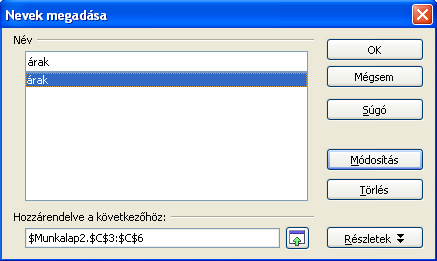 Nevek megadása
Név
árak
árak
OK
Mégsem
Súgó
Módosítás
Törlés
Hozzárendelve a következőhöz:
$Munkalap2.$C$3:$C$6
Részletek